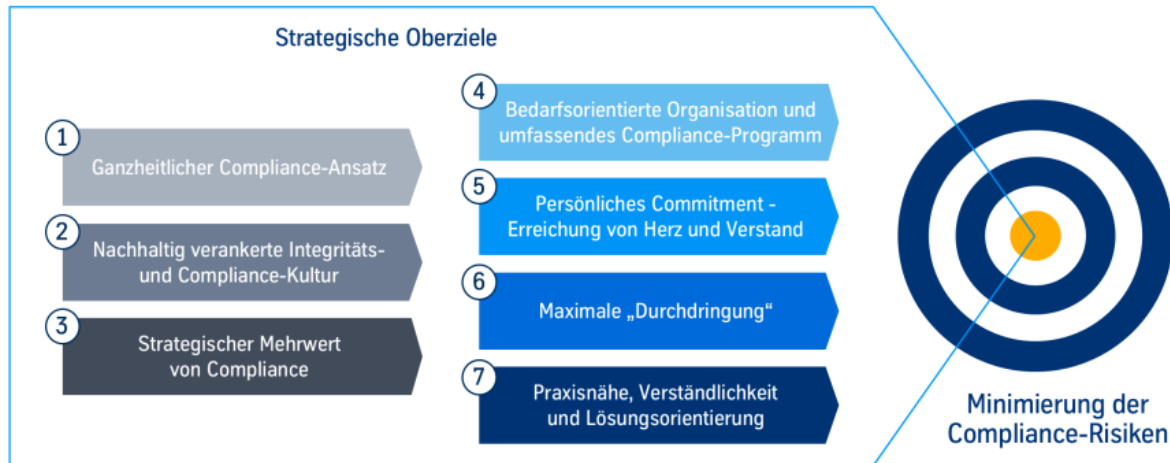 Strategische Oberziele
1
Ganzheitlicher Compliance-Ansatz
2
Nachhaltig verankerte Integritäts-
und Compliance-Kultur
3
Strategischer Mehrwert
von Compliance
4
Bedarfsorientierte Organisation und
umfassendes Compliance-Programm
5
Persönliches Commitment -
Erreichung von Herz und Verstand
6
Maximale „Durchdringung“
7
Praxisnähe, Verständlichkeit
und Lösungsorientierung
Minimierung der
Compliance-Risiken